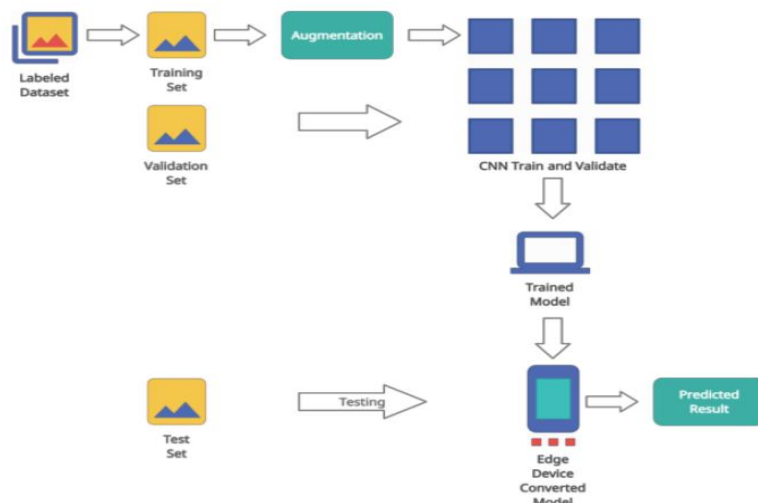 Labeled
Dataset
Training
Set
Augmentation
Validation
Set
CNN Train and Validate
Trained
Model
Test
Set
Testing
Edge
Device
Converted
Model
Predicted
Result